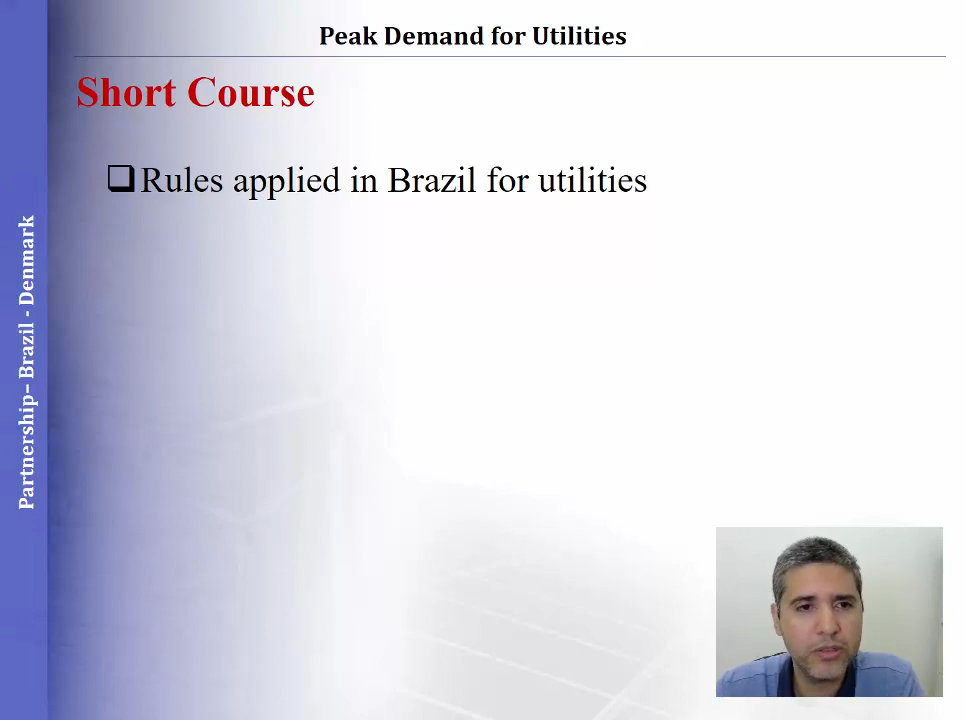 Peak Demand for Utilities
Short Course
Rules applied in Brazil for utilities
Partnership– Brazil - Denmark